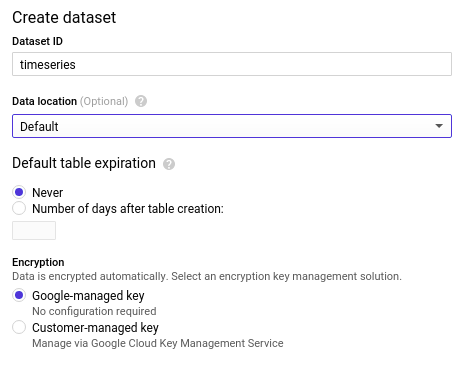 Create dataset
Dataset ID
timeseries
Data location (Optional) ?
Default
Default table expiration ?
Never
Number of days after table creation:
Encryption
Data is encrypted automatically. Select an encryption key management solution.
Google-managed key
No configuration required
Customer-managed key
Manage via Google Cloud Key Management Service